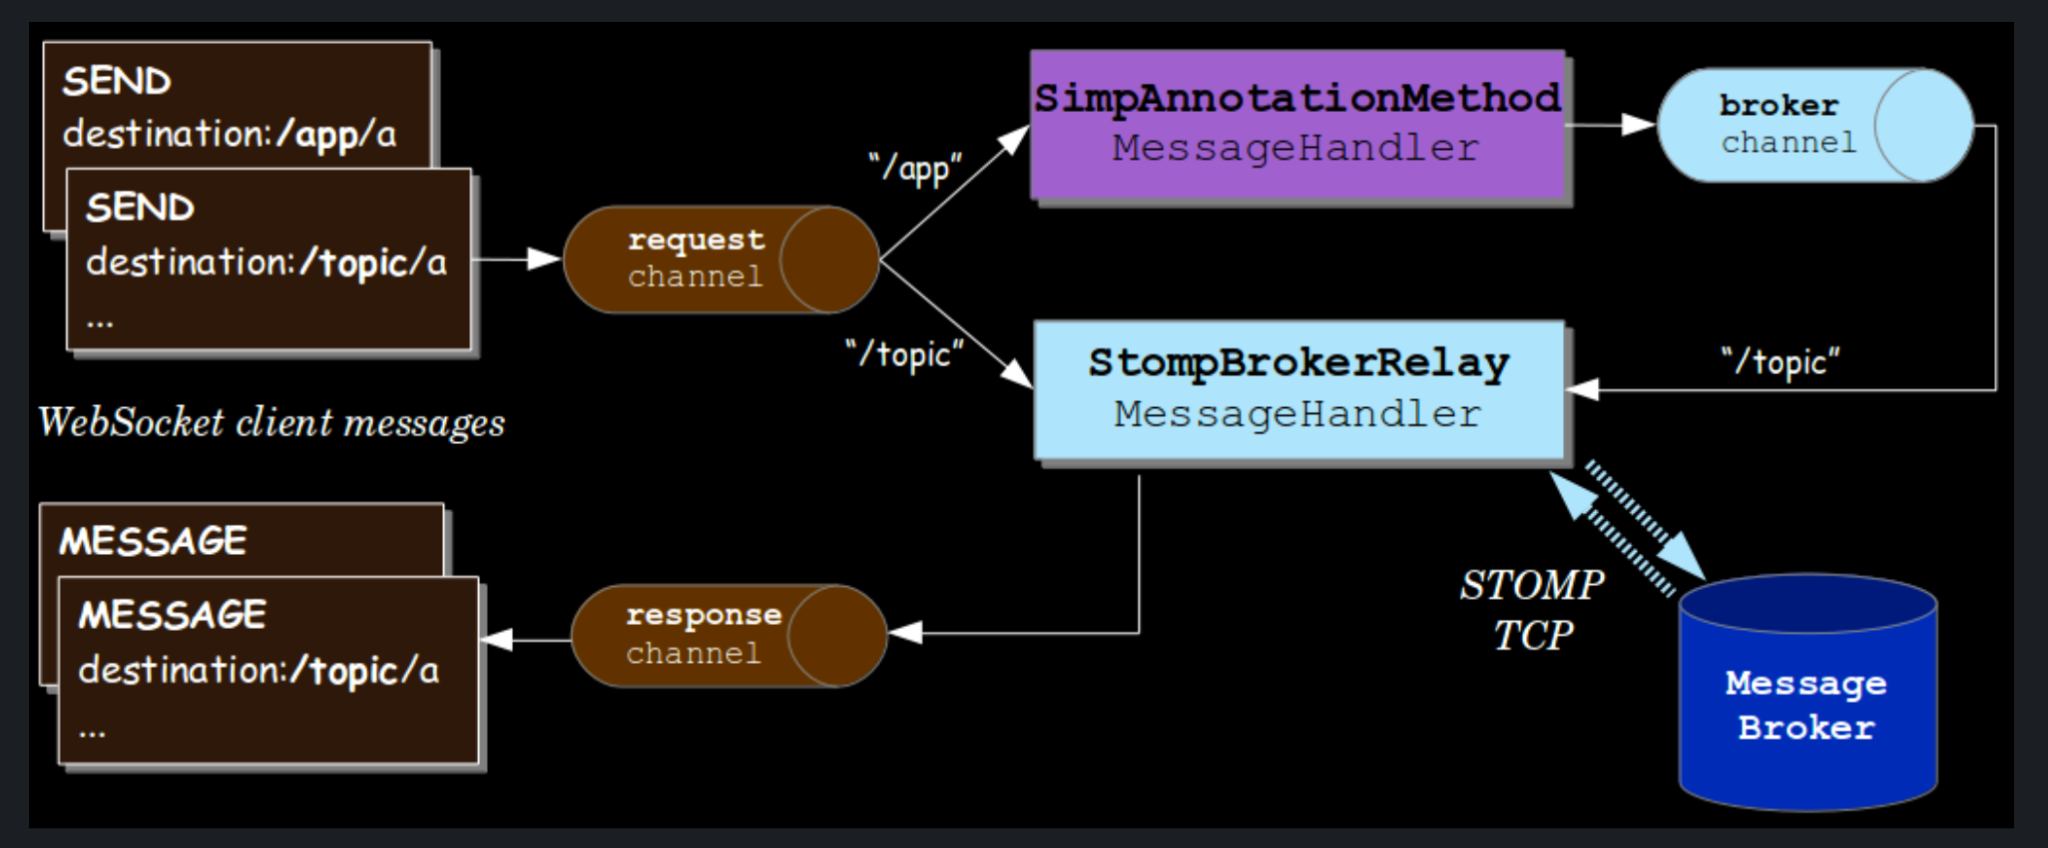 SEND
destination:/app/a
SEND
destination:/topic/a
...
WebSocket client messages
request
channel
“/app”
“/topic”
SimpAnnotationMethod
MessageHandler
broker
channel
StompBrokerRelay
MessageHandler
“/topic”
STOMP
TCP
Message
Broker
response
channel
MESSAGE
MESSAGE
destination:/topic/a
...